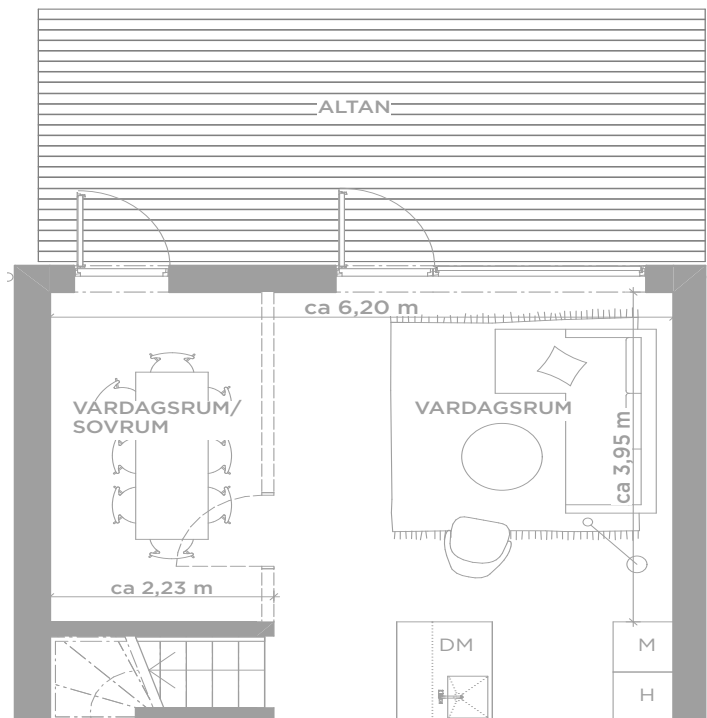 ALTAN
ca 6,20 m
VARDAGSRUM/
SOVRUM
VARDAGSRUM
ca 3,95 m
ca 2,23 m
DM
M
H